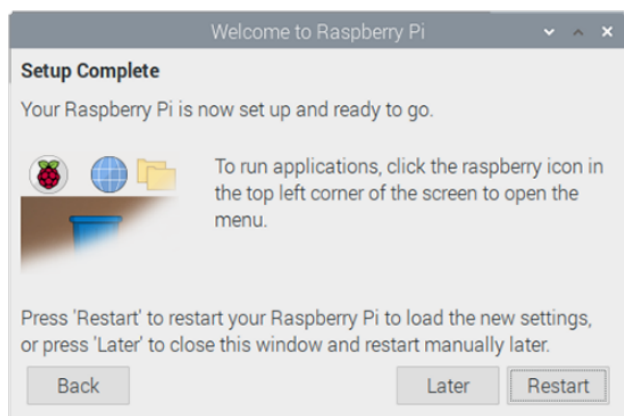 Welcome to Raspberry Pi
Setup Complete
Your Raspberry Pi is now set up and ready to go.
To run applications, click the raspberry icon in
the top left corner of the screen to open the
menu.
Press 'Restart' to restart your Raspberry Pi to load the new settings,
or press 'Later' to close this window and restart manually later.
Back
Later
Restart